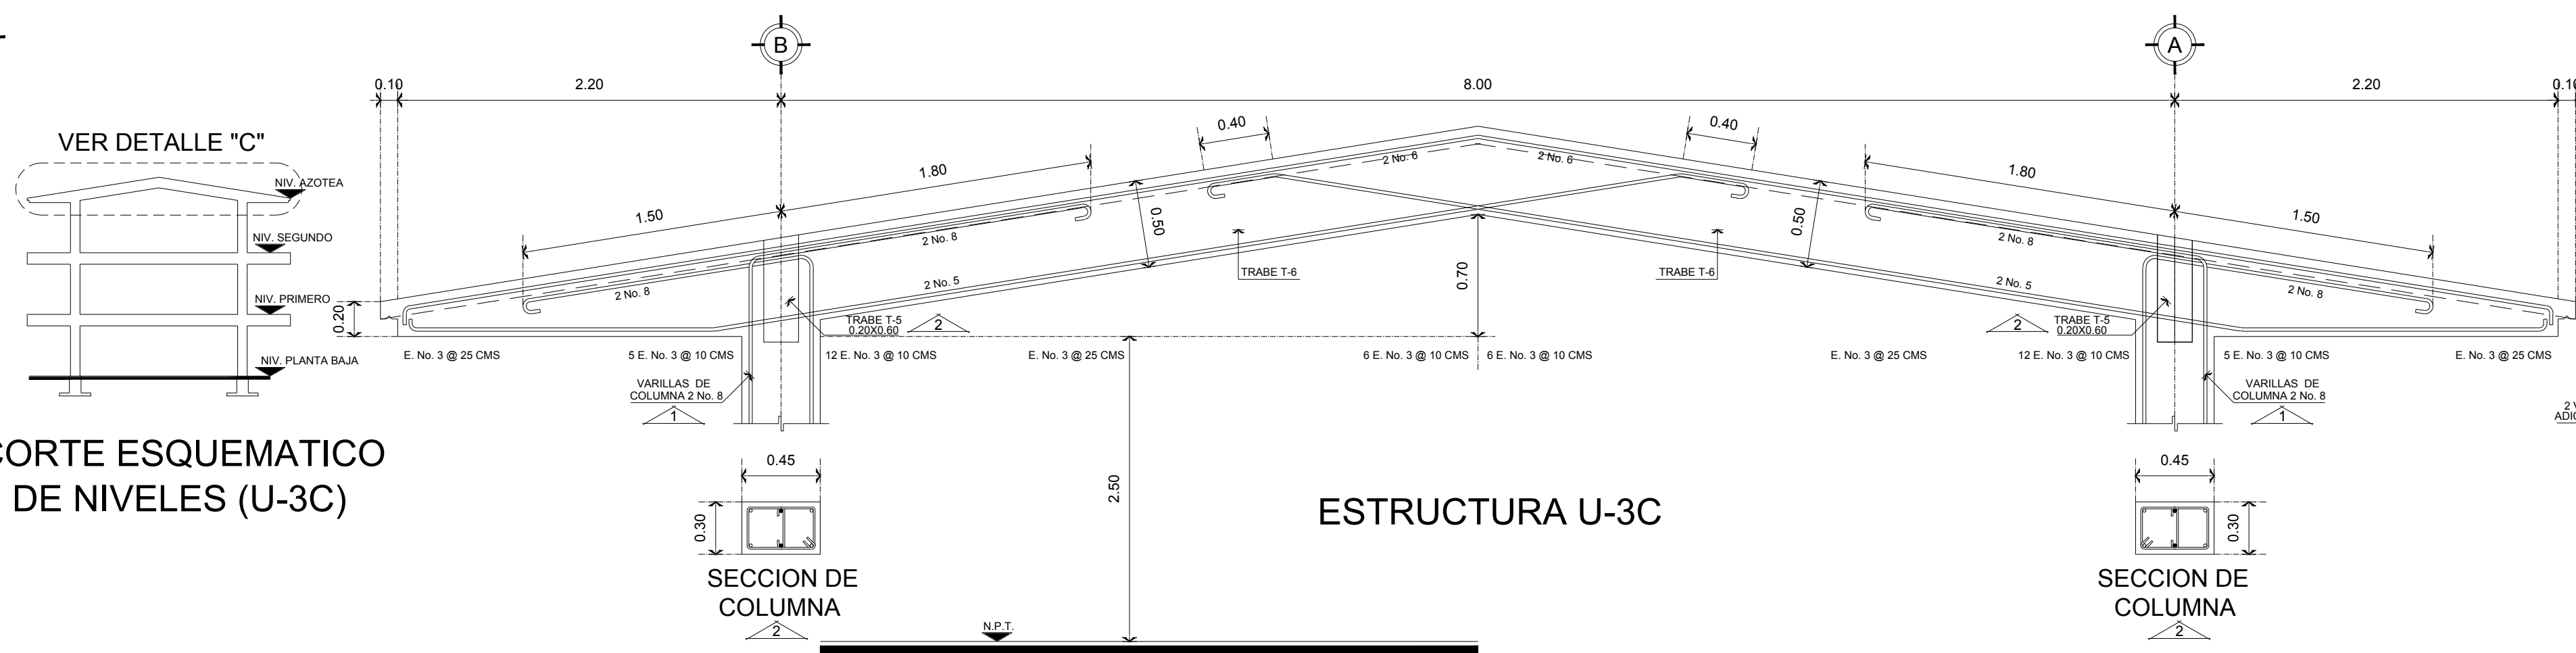 B
A
0.10
2.20
8.00
2.20
0.10
VER DETALLE "C"
NIV. AZOTEA
NIV. SEGUNDO
NIV. PRIMERO
NIV. PLANTA BAJA
CORTE ESQUEMATICO
DE NIVELES (U-3C)
0.40
0.40
1.80
1.80
1.50
1.50
2 No. 6
2 No. 6
0.50
0.50
2 No. 8
2 No. 8
TRABE T-6
TRABE T-6
0.70
2 No. 5
2 No. 5
2 No. 8
2 No. 8
0.20
TRABE T-5
0.20X0.60
2
2
TRABE T-5
0.20X0.60
E. No. 3 @ 25 CMS
5 E. No. 3 @ 10 CMS
12 E. No. 3 @ 10 CMS
E. No. 3 @ 25 CMS
6 E. No. 3 @ 10 CMS
6 E. No. 3 @ 10 CMS
E. No. 3 @ 25 CMS
12 E. No. 3 @ 10 CMS
5 E. No. 3 @ 10 CMS
E. No. 3 @ 25 CMS
VARILLAS DE
COLUMNA 2 No. 8
1
VARILLAS DE
COLUMNA 2 No. 8
1
2
0.45
0.45
2.50
0.30
0.30
ESTRUCTURA U-3C
SECCION DE
COLUMNA
2
SECCION DE
COLUMNA
2
N.P.T.